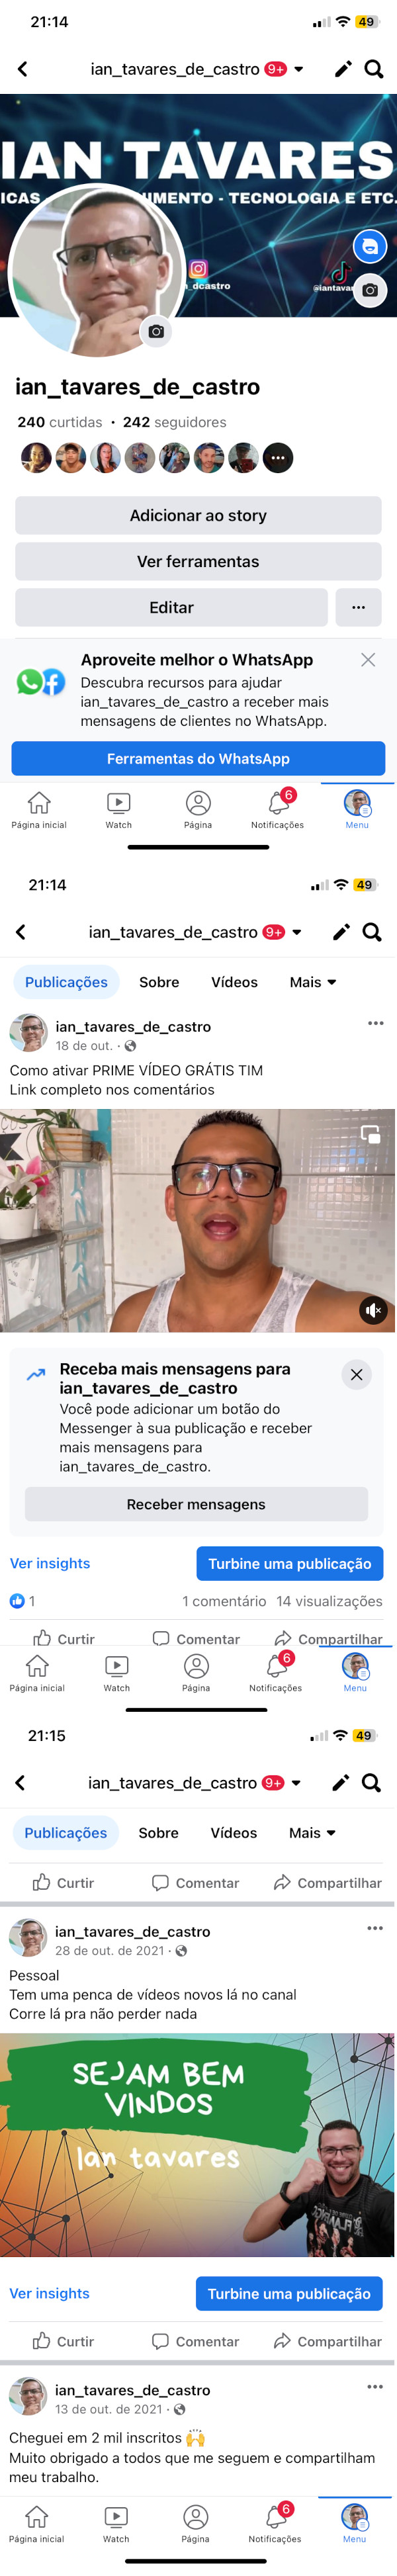 21:14
49
ian_tavares_de_castro 9+
IAN TAVARES
ICAS
IMENTO - TECNOLOGIA E ETC.
_dcastro
@iantavar
ian_tavares_de_castro
240 curtidas • 242 seguidores
Adicionar ao story
Ver ferramentas
Editar
Aproveite melhor o WhatsApp
Descubra recursos para ajudar
ian_tavares_de_castro a receber mais
mensagens de clientes no WhatsApp.
Ferramentas do WhatsApp
6
Página inicial Watch Página Notificações Menu
21:14
49
ian_tavares_de_castro 9+
Publicações Sobre Vídeos Mais
ian_tavares_de_castro
18 de out. ·
Como ativar PRIME VÍDEO GRÁTIS TIM
Link completo nos comentários
Receba mais mensagens para
ian_tavares_de_castro
Você pode adicionar um botão do
Messenger à sua publicação e receber
mais mensagens para
ian_tavares_de_castro.
Receber mensagens
Ver insights Turbine uma publicação
1 1 comentário 14 visualizações
Curtir Comentar Compartilhar
6
Página inicial Watch Página Notificações Menu
21:15
49
ian_tavares_de_castro 9+
Publicações Sobre Vídeos Mais
Curtir Comentar Compartilhar
ian_tavares_de_castro
28 de out. de 2021 ·
Pessoal
Tem uma penca de vídeos novos lá no canal
Corre lá pra não perder nada
SEJAM BEM
VINDOS
Ian tavares
Ver insights Turbine uma publicação
Curtir Comentar Compartilhar
ian_tavares_de_castro
13 de out. de 2021 ·
Cheguei em 2 mil inscritos 🙌
Muito obrigado a todos que me seguem e compartilham
meu trabalho.
6
Página inicial Watch Página Notificações Menu